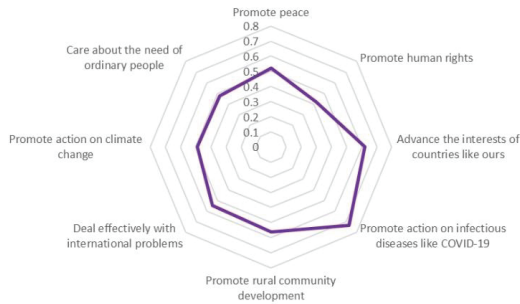 Promote peace
0.8
0.7
0.6
0.5
0.4
0.3
0.2
0.1
0
Promote human rights
Advance the interests of
countries like ours
Promote action on infectious
diseases like COVID-19
Promote rural community
development
Deal effectively with
international problems
Promote action on climate
change
Care about the need of
ordinary people